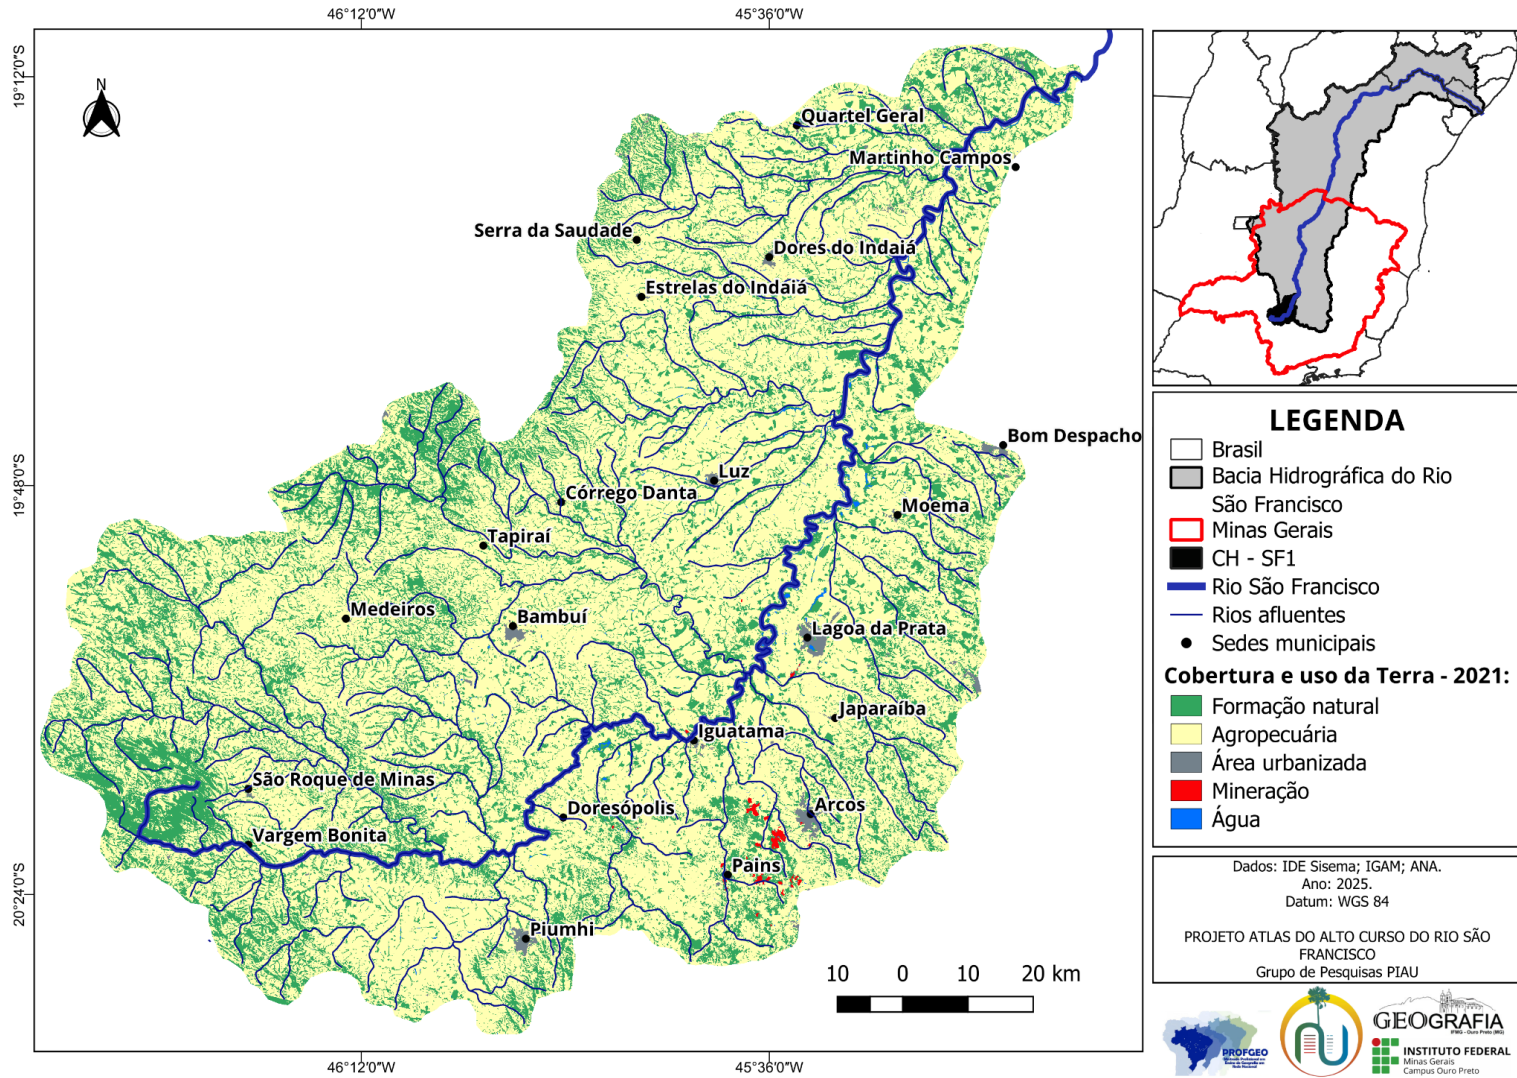 46°12'0"W
45°36'0"W
19°12'0"S
N
Quartel Geral
Martinho Campos
Serra da Saudade
Dores do Indaiá
Estrelas do Indáiá
Bom Despacho
Luz
19°48'0"S
Córrego Danta
Moema
Tapiraí
Medeiros
Bambuí
Lagoa da Prata
Japaraíba
Iguatama
São Roque de Minas
Doresópolis
Arcos
Vargem Bonita
Pains
20°24'0"S
Piumhi
10 0 10 20 km
46°12'0"W
45°36'0"W
LEGENDA
Brasil
Bacia Hidrográfica do Rio
São Francisco
Minas Gerais
CH - SF1
Rio São Francisco
Rios afluentes
Sedes municipais
Cobertura e uso da Terra - 2021:
Formação natural
Agropecuária
Área urbanizada
Mineração
Água
Dados: IDE Sisema; IGAM; ANA.
Ano: 2025.
Datum: WGS 84
PROJETO ATLAS DO ALTO CURSO DO RIO SÃO
FRANCISCO
Grupo de Pesquisas PIAU
PROFGEO
GEOGRAFIA
IFMG - Ouro Preto (MG)
INSTITUTO FEDERAL
Minas Gerais
Campus Ouro Preto